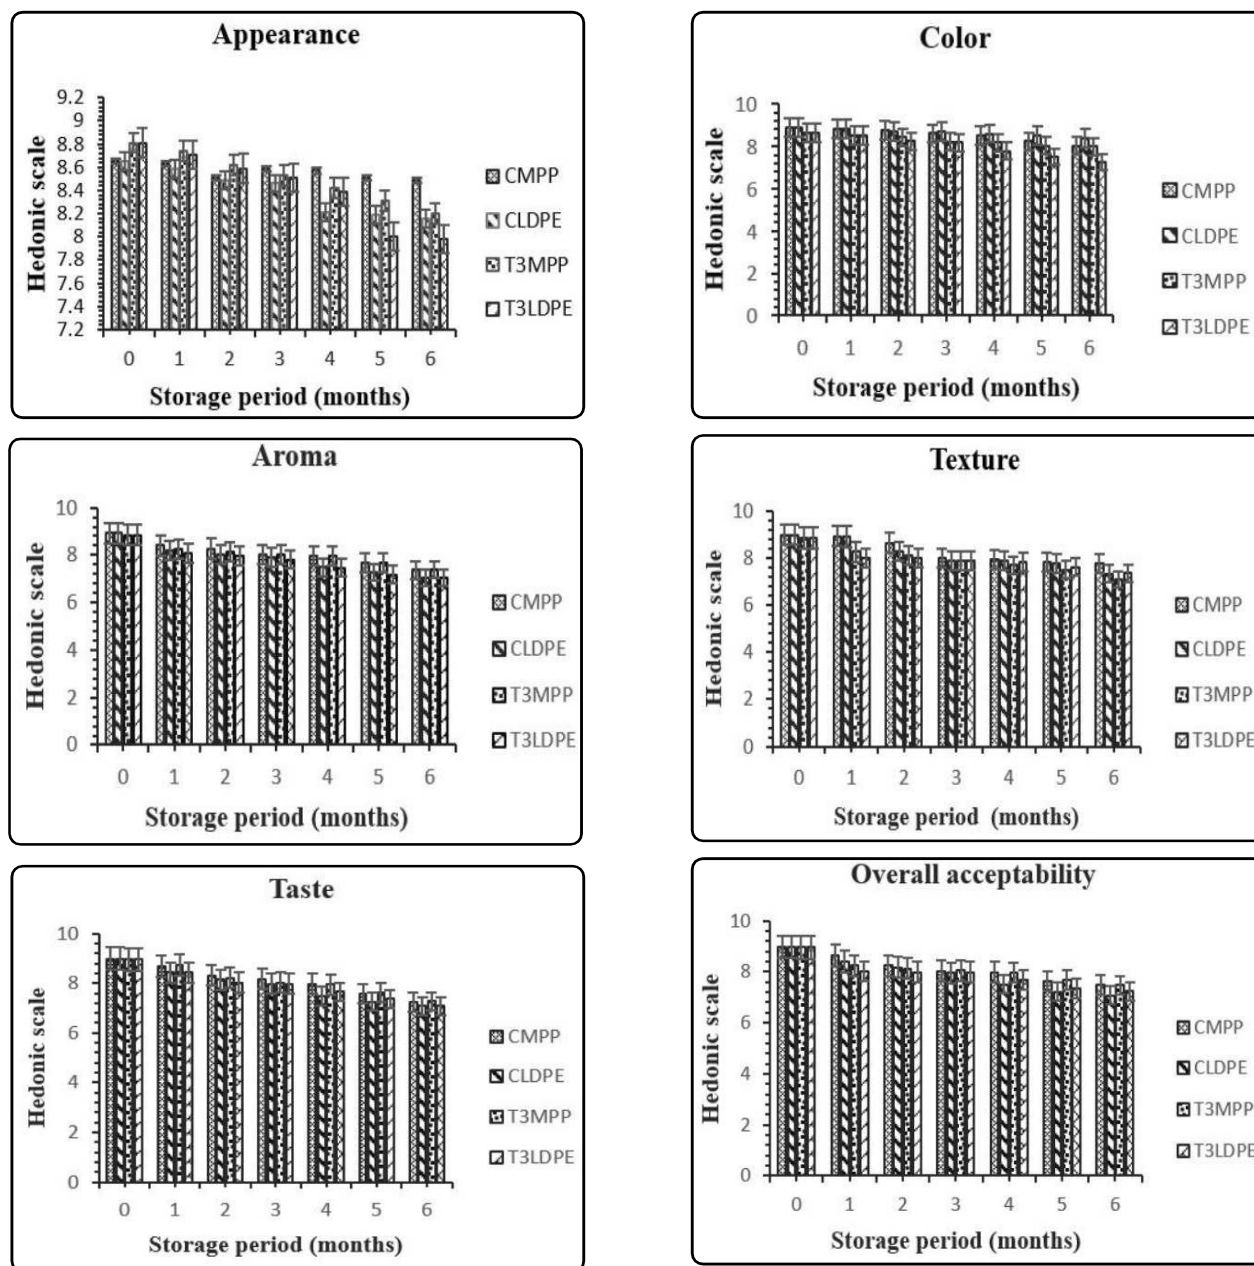 Appearance
9.2
9
8.8
8.6
8.4
8.2
8
7.8
7.6
7.4
7.2
Hedonic scale
CMPP
CLDPE
T3MPP
T3LDPE
0 1 2 3 4 5 6
Storage period (months)
Color
10
8
6
4
2
0
Hedonic scale
CMPP
CLDPE
T3MPP
T3LDPE
0 1 2 3 4 5 6
Storage period (months)
Aroma
10
8
6
4
2
0
Hedonic scale
CMPP
CLDPE
T3MPP
T3LDPE
0 1 2 3 4 5 6
Storage period (months)
Texture
10
8
6
4
2
0
Hedonic scale
CMPP
CLDPE
T3MPP
T3LDPE
0 1 2 3 4 5 6
Storage period (months)
Taste
10
8
6
4
2
0
Hedonic scale
CMPP
CLDPE
T3MPP
T3LDPE
0 1 2 3 4 5 6
Storage period (months)
Overall acceptability
10
8
6
4
2
0
Hedonic scale
CMPP
CLDPE
T3MPP
T3LDPE
0 1 2 3 4 5 6
Storage period (months)